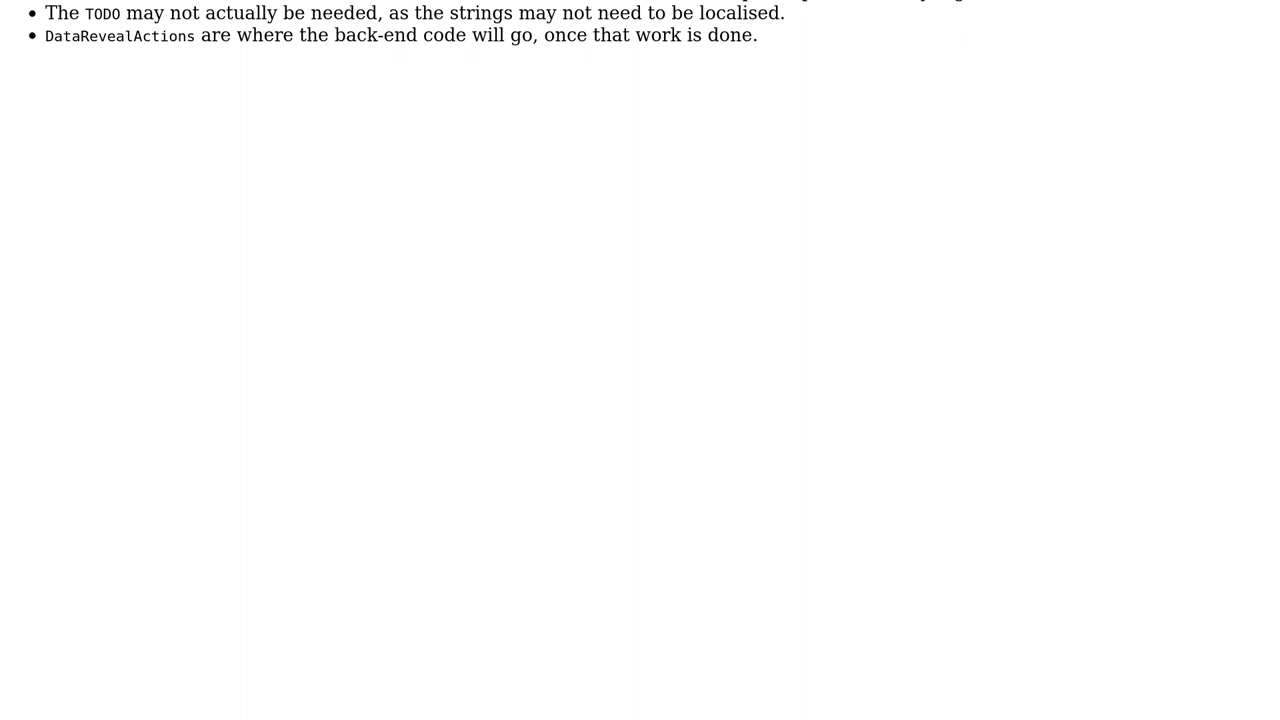 The TODO may not actually be needed, as the strings may not need to be localised.
DataRevealActions are where the back-end code will go, once that work is done.